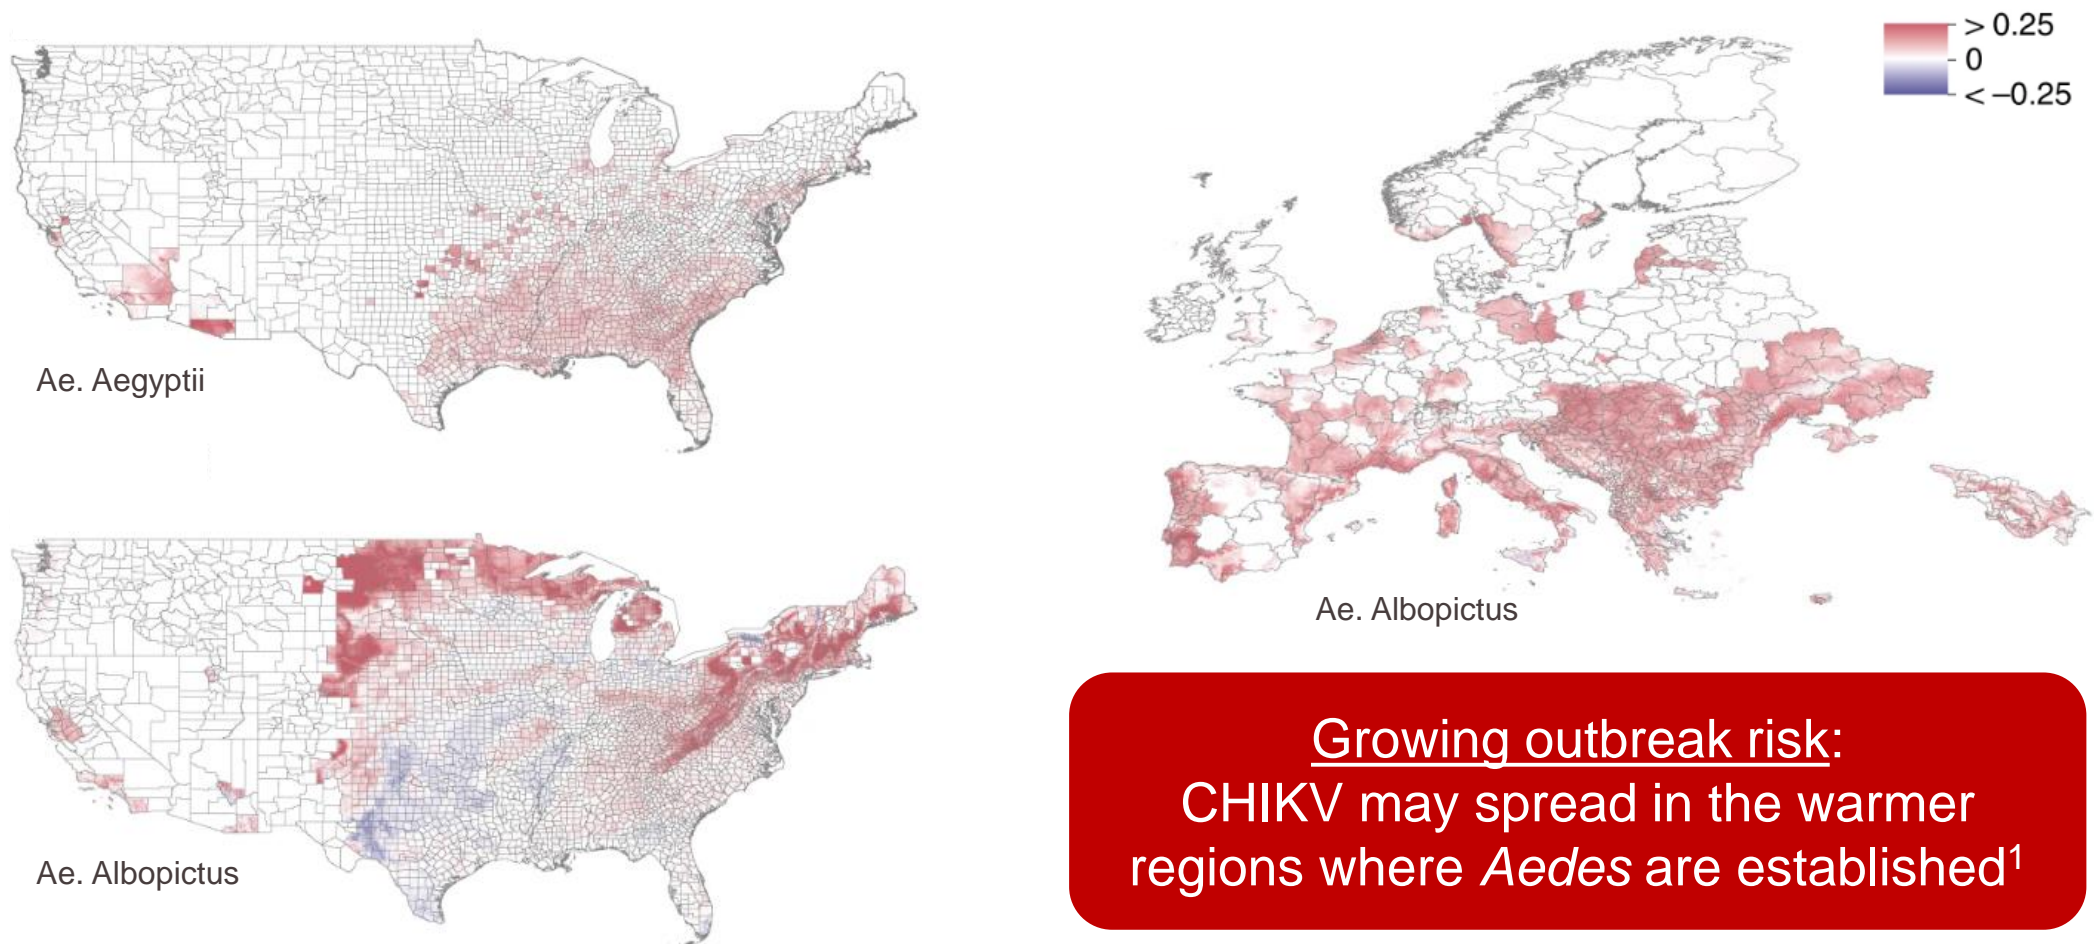 > 0.25
0
< –0.25
Ae. Aegyptii
Ae. Albopictus
Ae. Albopictus
Growing outbreak risk:
CHIKV may spread in the warmer
regions where Aedes are established1